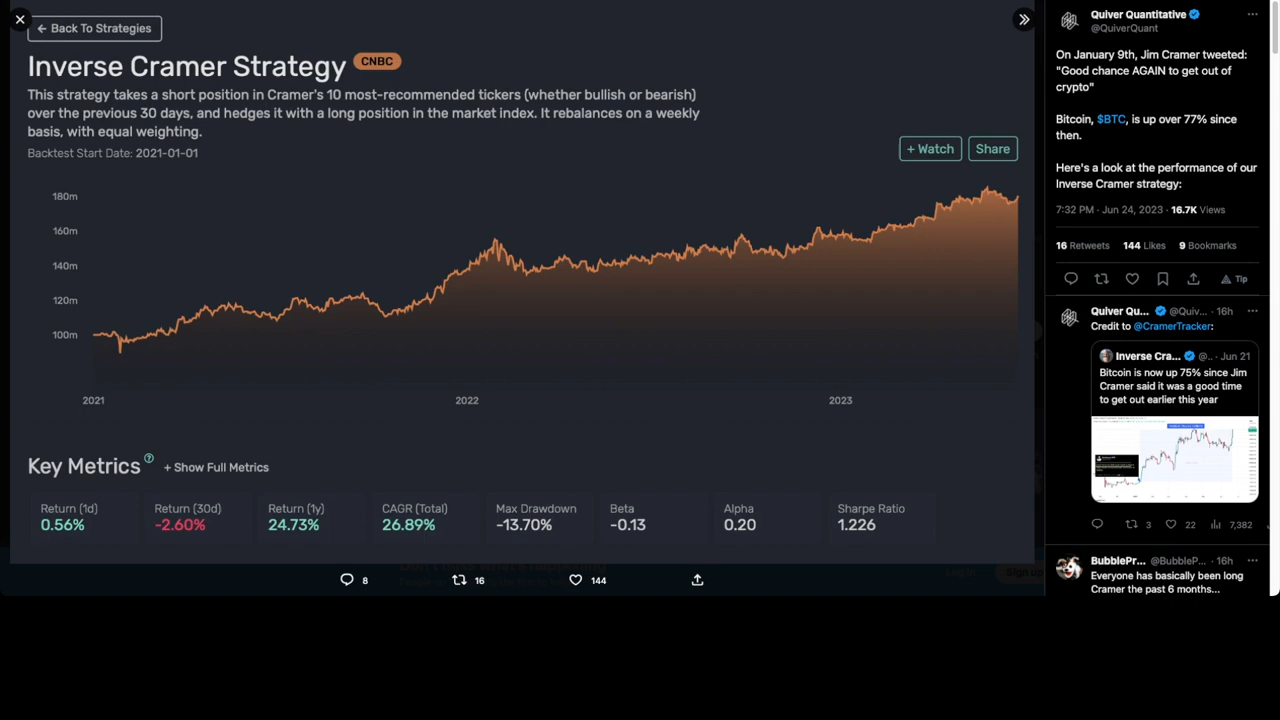 Back To Strategies
Inverse Cramer Strategy CNBC
This strategy takes a short position in Cramer's 10 most-recommended tickers (whether bullish or bearish)
over the previous 30 days, and hedges it with a long position in the market index. It rebalances on a weekly
basis, with equal weighting.
Backtest Start Date: 2021-01-01
+ Watch
Share
180m
160m
140m
120m
100m
2021 2022 2023
Key Metrics ? + Show Full Metrics
Return (1d)
0.56%
Return (30d)
-2.60%
Return (1y)
24.73%
CAGR (Total)
26.89%
Max Drawdown
-13.70%
Beta
-0.13
Alpha
0.20
Sharpe Ratio
1.226
8 16 144
Quiver Quantitative
@QuiverQuant
On January 9th, Jim Cramer tweeted:
"Good chance AGAIN to get out of
crypto"
Bitcoin, $BTC, is up over 77% since
then.
Here's a look at the performance of our
Inverse Cramer strategy:
7:32 PM · Jun 24, 2023 · 16.7K Views
16 Retweets 144 Likes 9 Bookmarks
Tip
Quiver Qu... @Quiv... · 16h
Credit to @CramerTracker:
Inverse Cra... @.. · Jun 21
Bitcoin is now up 75% since Jim
Cramer said it was a good time
to get out earlier this year
3 22 7,382
BubblePr... @BubbleP... · 16h
Everyone has basically been long
Cramer the past 6 months...